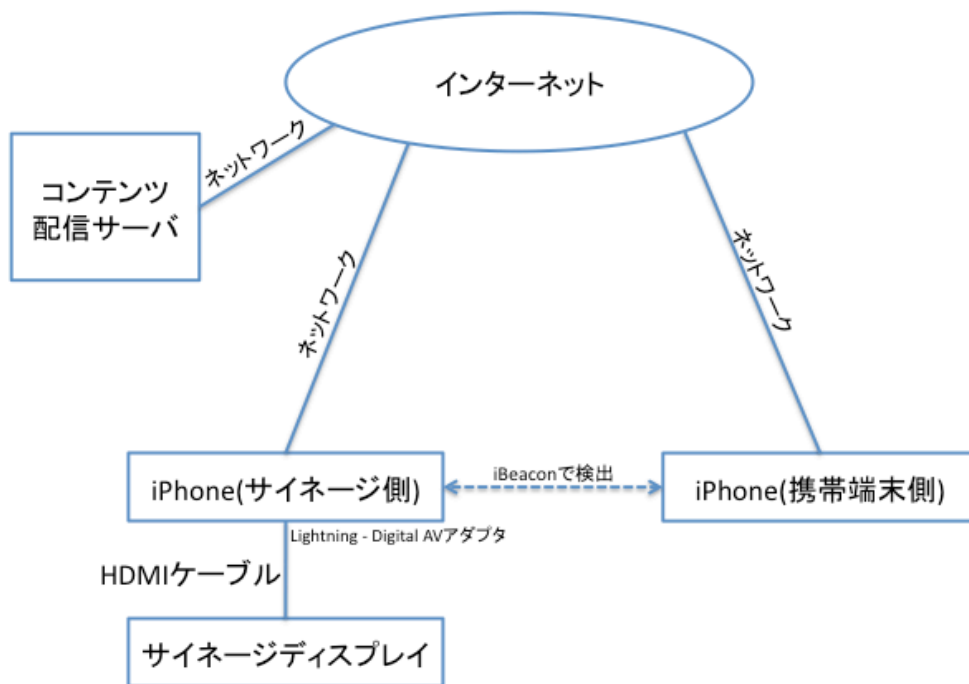 インターネット
ネットワーク
コンテンツ
配信サーバ
ネットワーク
ネットワーク
iPhone(サイネージ側)
iBeaconで検出
iPhone(携帯端末側)
Lightning - Digital AVアダプタ
HDMIケーブル
サイネージディスプレイ